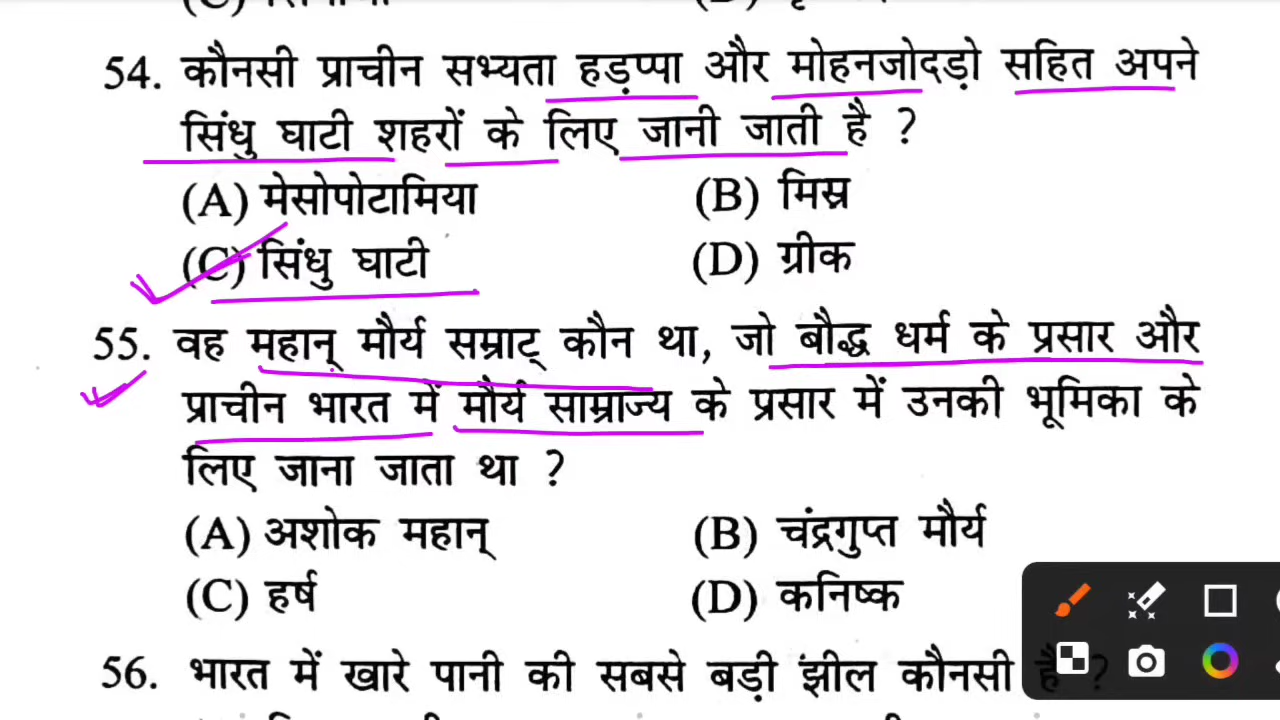 54. कौनसी प्राचीन सभ्यता हड़प्पा और मोहनजोदड़ो सहित अपने
सिंधु घाटी शहरों के लिए जानी जाती है ?
(A) मेसोपोटामिया (B) मिस्र
(C) सिंधु घाटी (D) ग्रीक
55. वह महान् मौर्य सम्राट् कौन था, जो बौद्ध धर्म के प्रसार और
प्राचीन भारत में मौर्य साम्राज्य के प्रसार में उनकी भूमिका के
लिए जाना जाता था ?
(A) अशोक महान् (B) चंद्रगुप्त मौर्य
(C) हर्ष (D) कनिष्क
56. भारत में खारे पानी की सबसे बड़ी झील कौनसी है ?